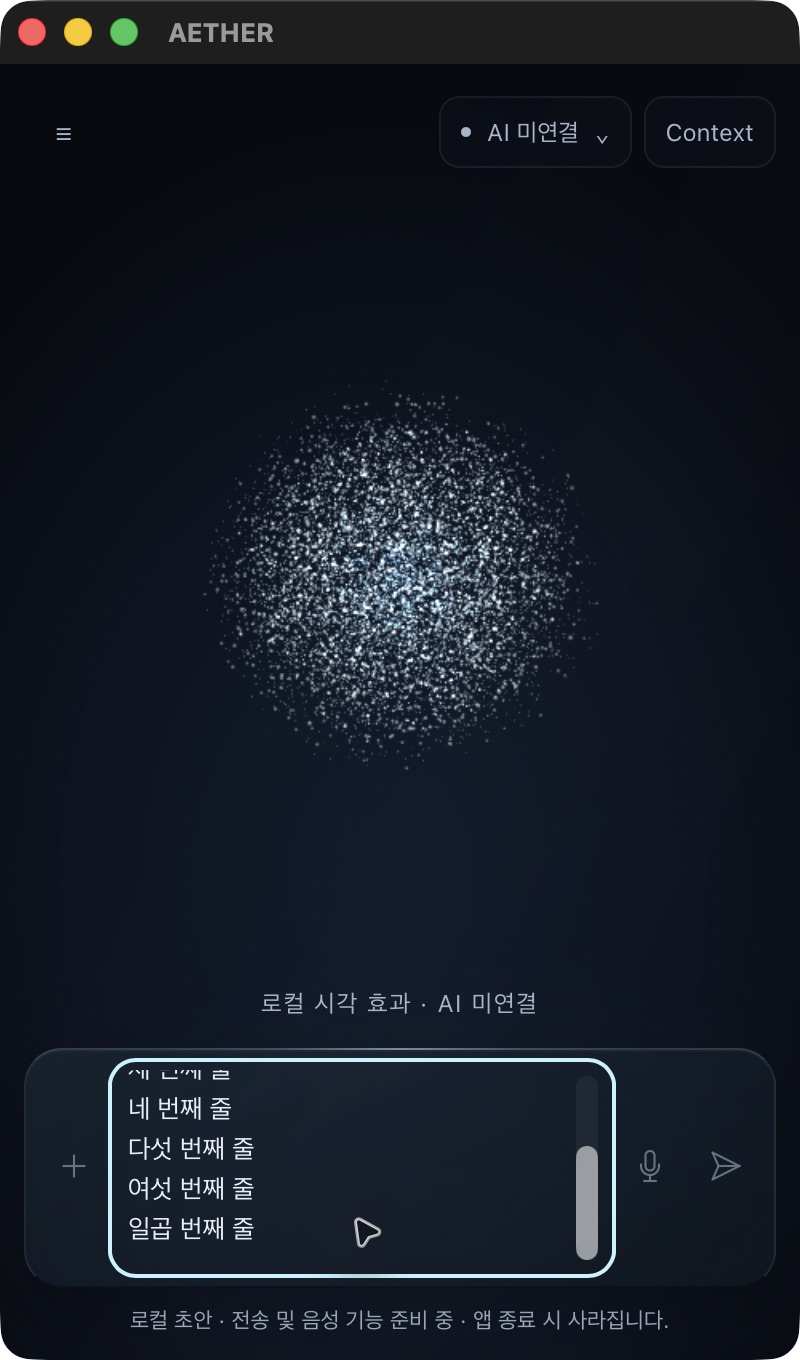 AETHER
AI 미연결
Context
로컬 시각 효과 · AI 미연결
번째 줄
네 번째 줄
다섯 번째 줄
여섯 번째 줄
일곱 번째 줄
로컬 초안 · 전송 및 음성 기능 준비 중 · 앱 종료 시 사라집니다.